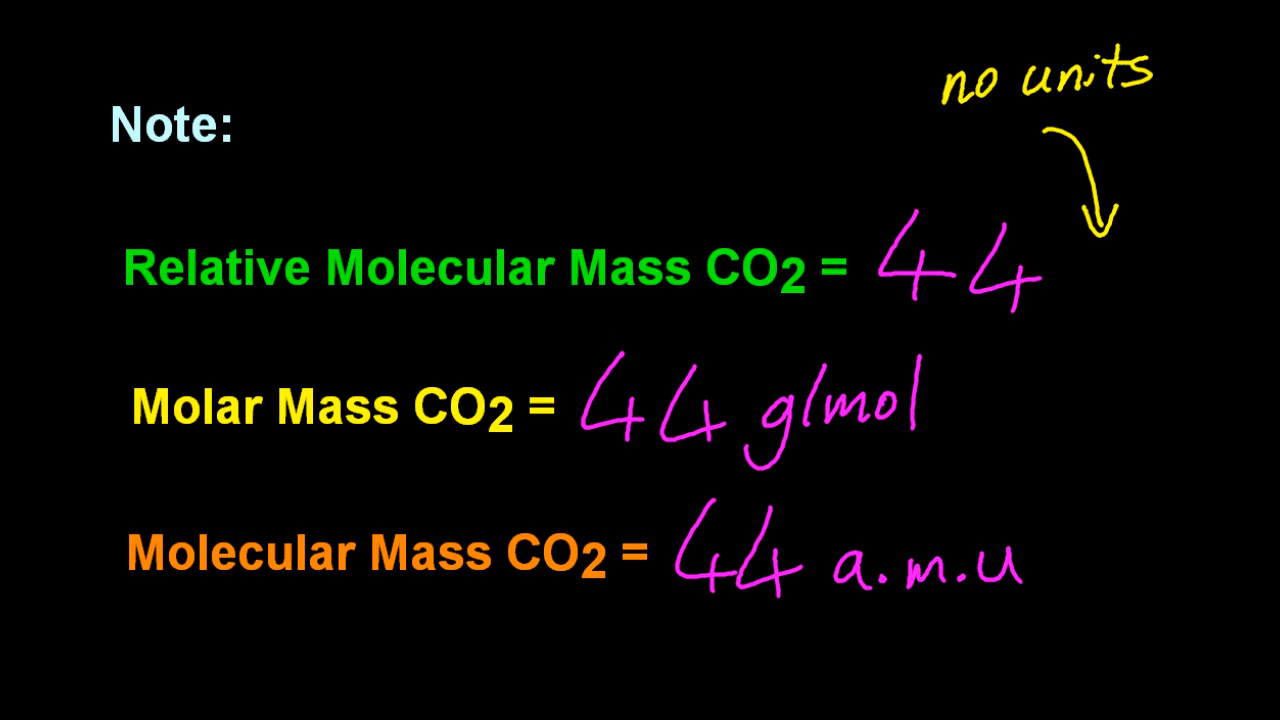 no units
Note:
Relative Molecular Mass CO2 = 44
Molar Mass CO2 = 44 g/mol
Molecular Mass CO2 = 44 a.m.u